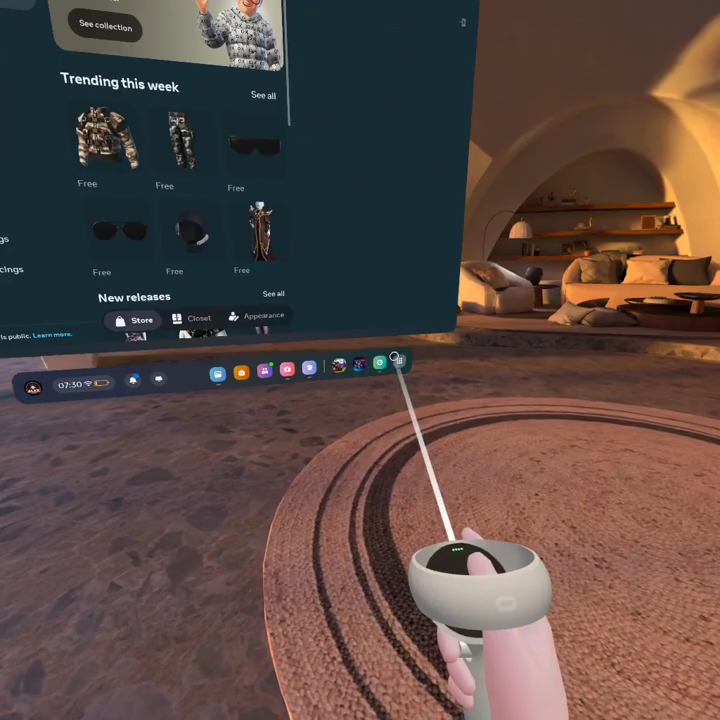 See collection
Trending this week
See all
Free
Free
Free
Free
Free
Free
New releases
See all
Store
Closet
Appearance
is public. Learn more.
07:30